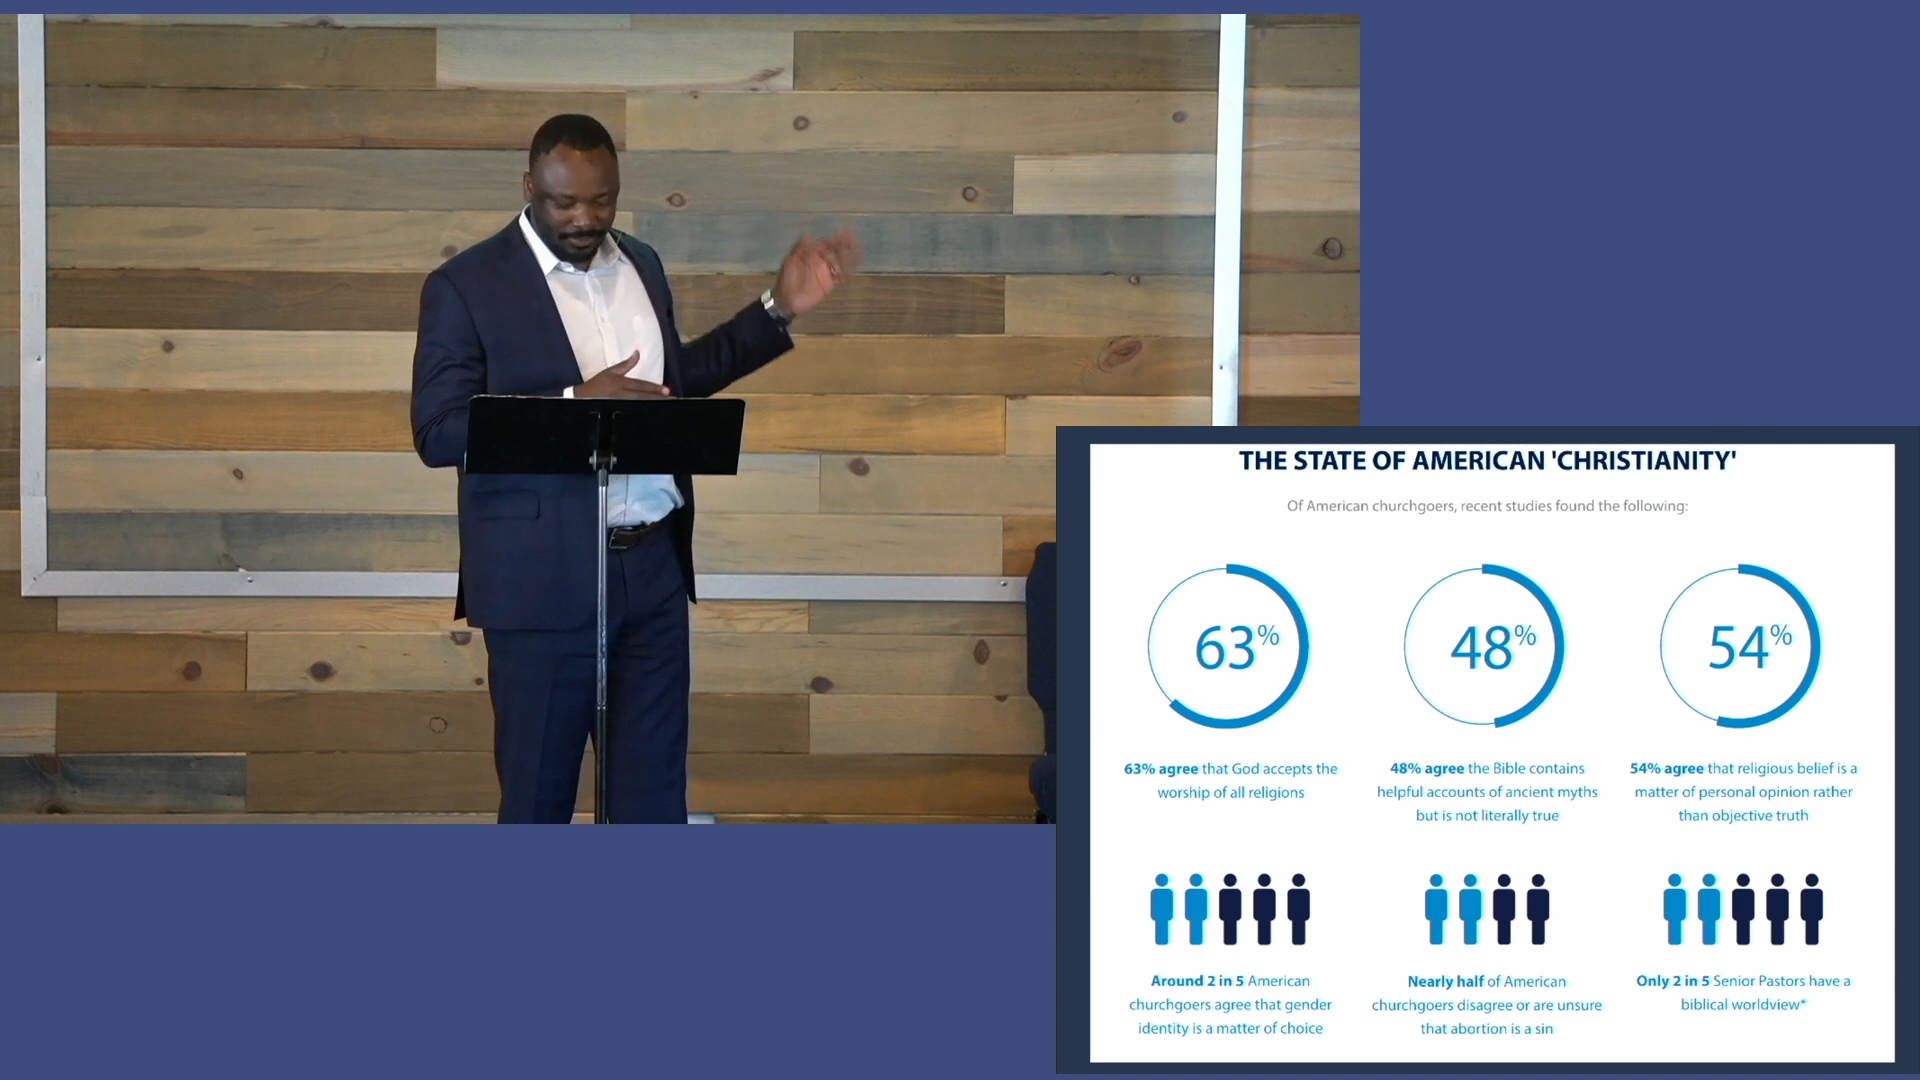 THE STATE OF AMERICAN 'CHRISTIANITY'
Of American churchgoers, recent studies found the following:
63%
48%
54%
63% agree that God accepts the
worship of all religions
48% agree the Bible contains
helpful accounts of ancient myths
but is not literally true
54% agree that religious belief is a
matter of personal opinion rather
than objective truth
Around 2 in 5 American
churchgoers agree that gender
identity is a matter of choice
Nearly half of American
churchgoers disagree or are unsure
that abortion is a sin
Only 2 in 5 Senior Pastors have a
biblical worldview*